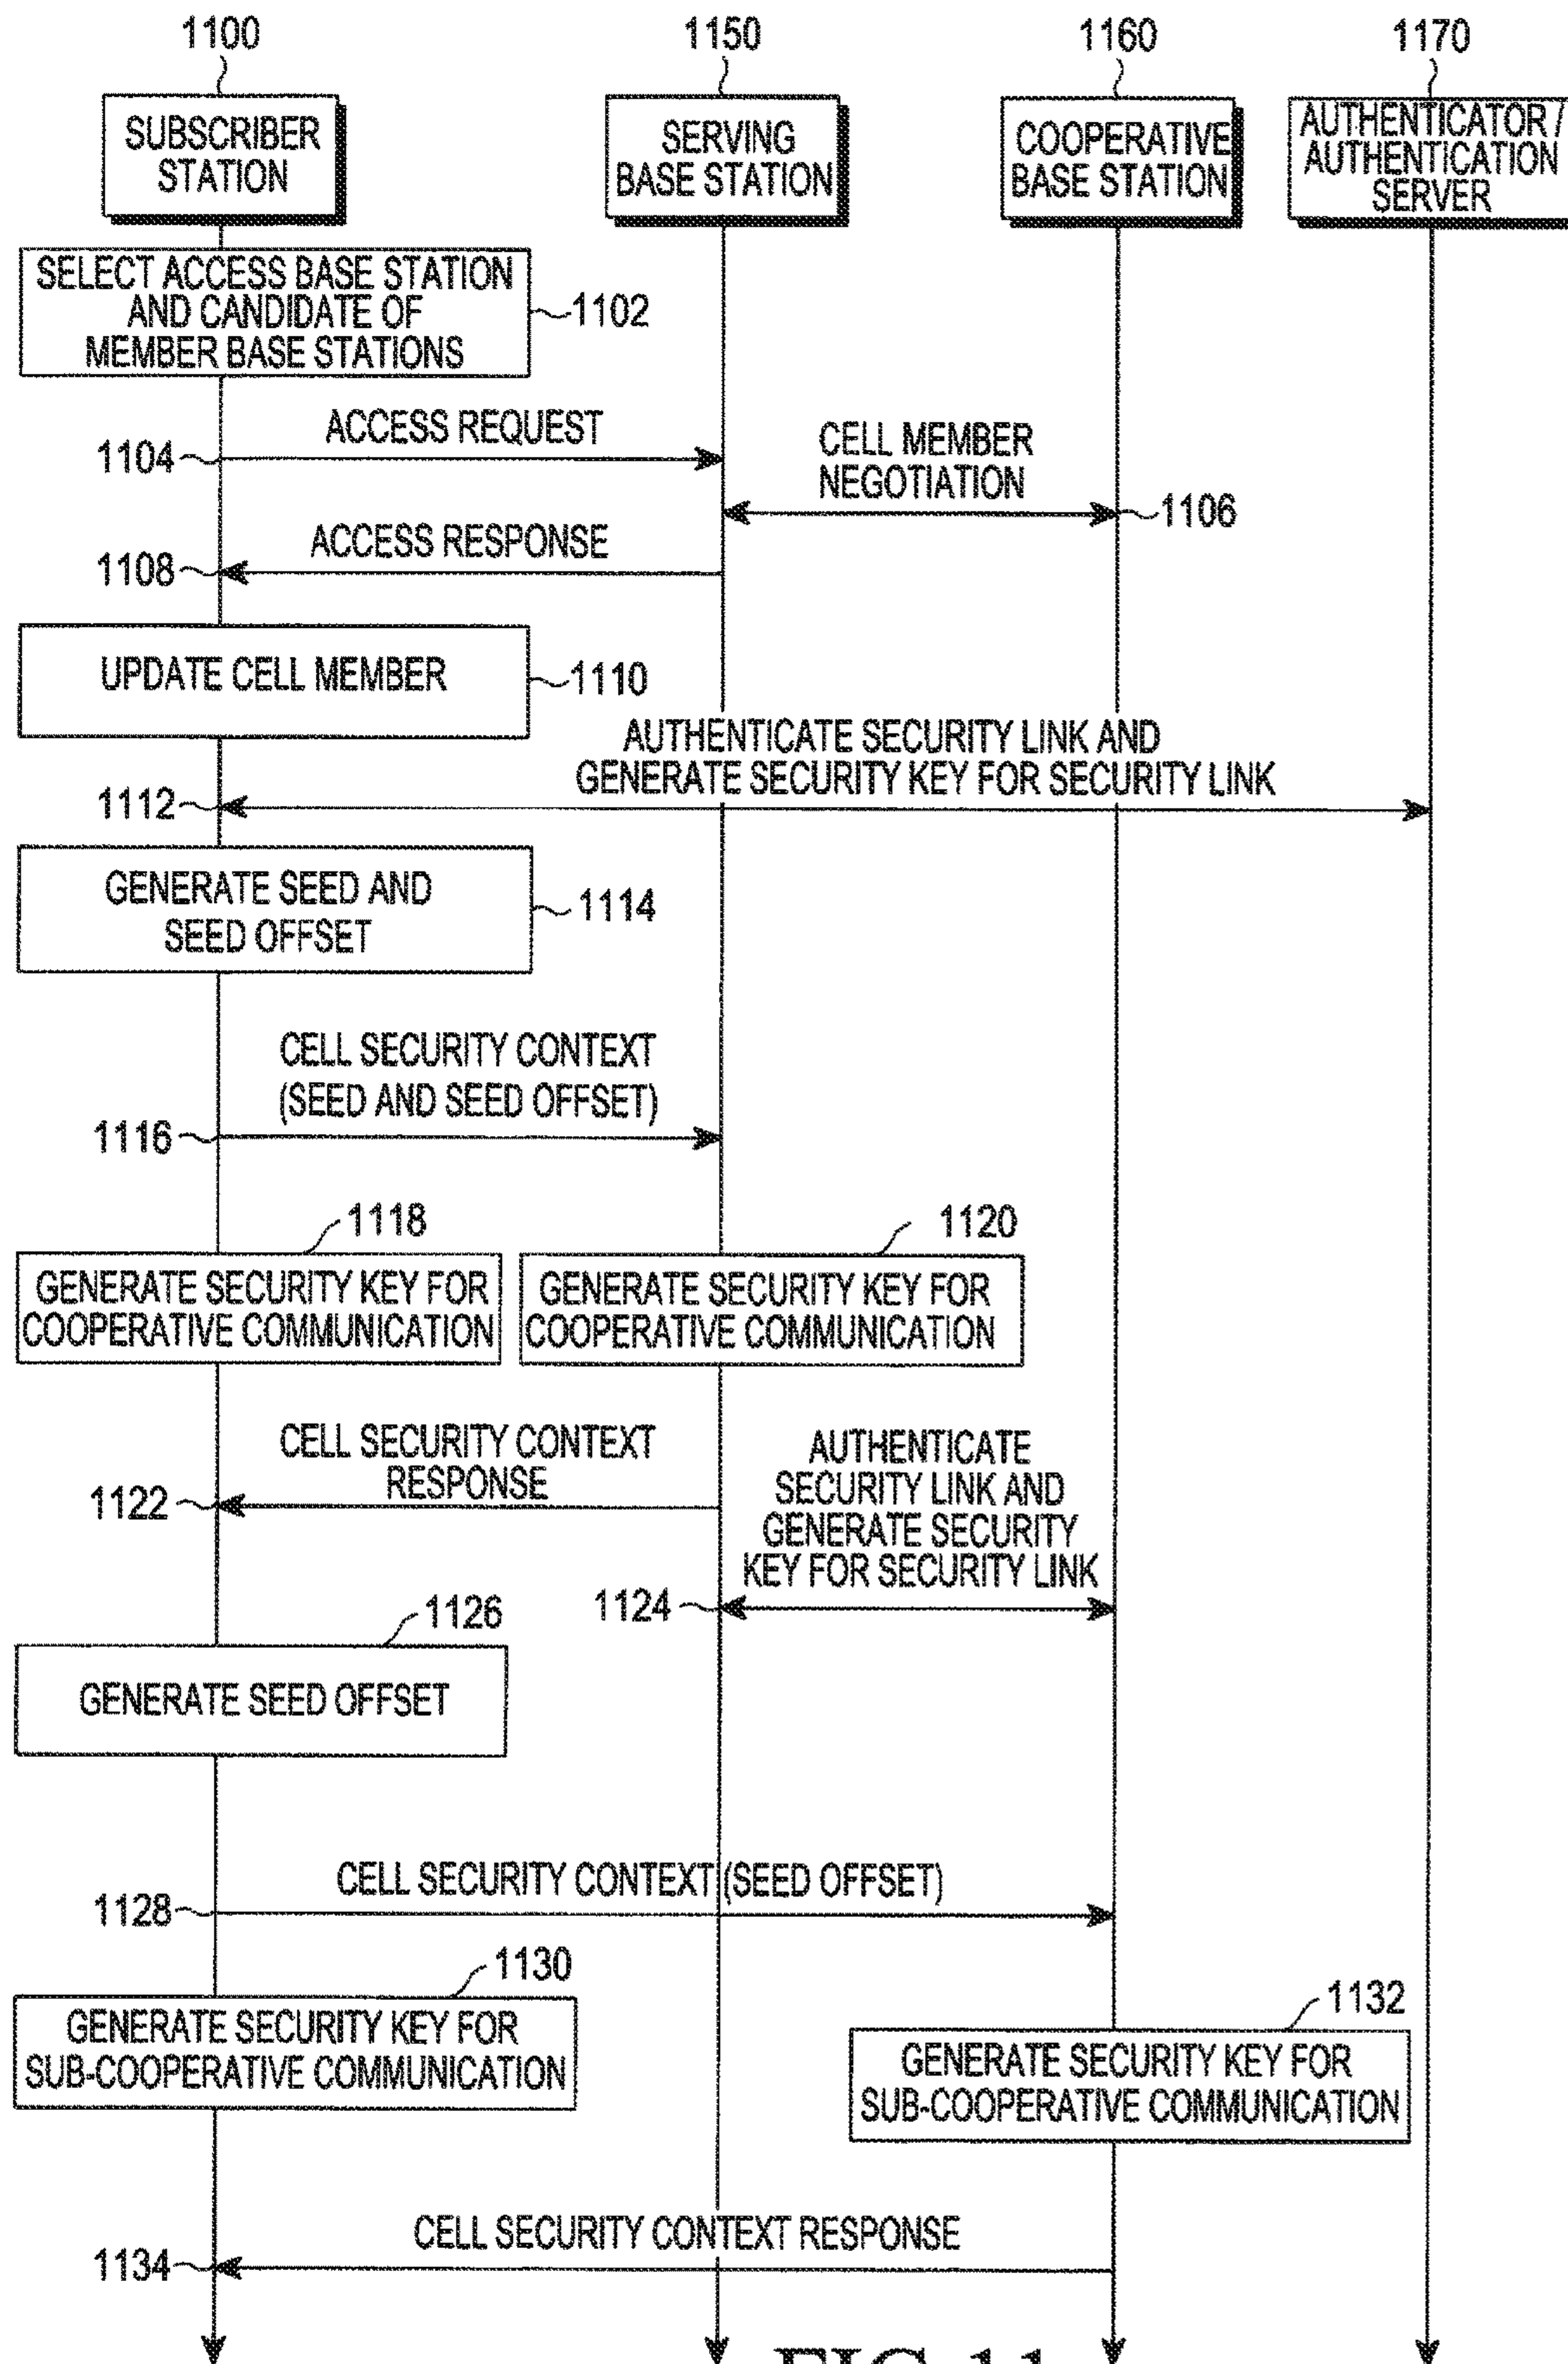 1100
1150
1160
1170
SUBSCRIBER
STATION
SERVING
BASE STATION
COOPERATIVE
BASE STATION
AUTHENTICATOR /
AUTHENTICATION
SERVER
SELECT ACCESS BASE STATION
AND CANDIDATE OF
MEMBER BASE STATIONS
1102
ACCESS REQUEST
1104
CELL MEMBER
NEGOTIATION
1106
ACCESS RESPONSE
1108
UPDATE CELL MEMBER
1110
AUTHENTICATE SECURITY LINK AND
GENERATE SECURITY KEY FOR SECURITY LINK
1112
GENERATE SEED AND
SEED OFFSET
1114
CELL SECURITY CONTEXT
(SEED AND SEED OFFSET)
1116
1118
GENERATE SECURITY KEY FOR
COOPERATIVE COMMUNICATION
1120
GENERATE SECURITY KEY FOR
COOPERATIVE COMMUNICATION
CELL SECURITY CONTEXT
RESPONSE
1122
AUTHENTICATE
SECURITY LINK AND
GENERATE SECURITY
KEY FOR SECURITY LINK
1124
1126
GENERATE SEED OFFSET
CELL SECURITY CONTEXT (SEED OFFSET)
1128
1130
GENERATE SECURITY KEY FOR
SUB-COOPERATIVE COMMUNICATION
1132
GENERATE SECURITY KEY FOR
SUB-COOPERATIVE COMMUNICATION
CELL SECURITY CONTEXT RESPONSE
1134
FIG.11